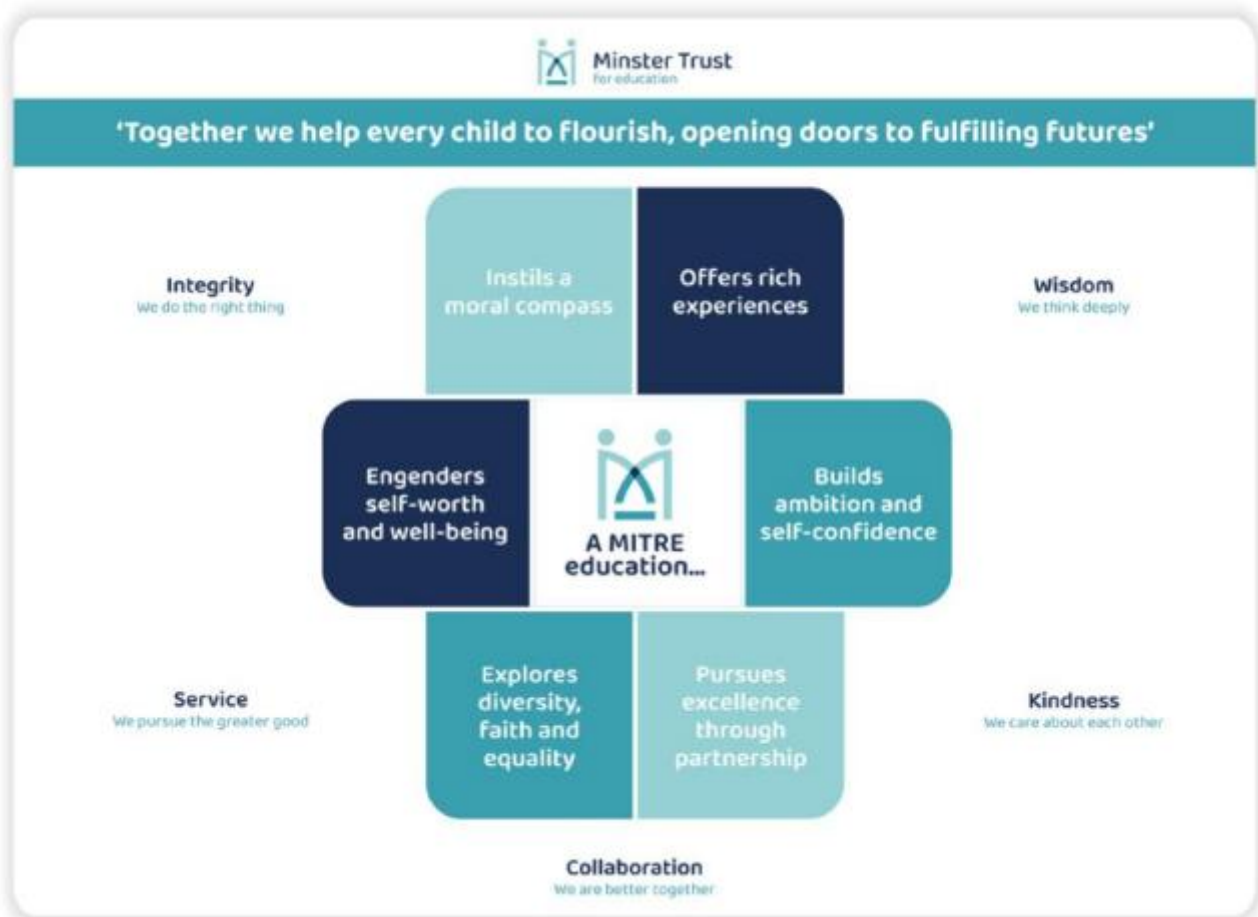 Minster Trust
for education
‘Together we help every child to flourish, opening doors to fulfilling futures’
Integrity
We do the right thing
Instils a
moral compass
Offers rich
experiences
Wisdom
We think deeply
Engenders
self-worth
and well-being
A MITRE
education...
Builds
ambition and
self-confidence
Service
We pursue the greater good
Explores
diversity,
faith and
equality
Pursues
excellence
through
partnership
Kindness
We care about each other
Collaboration
We are better together